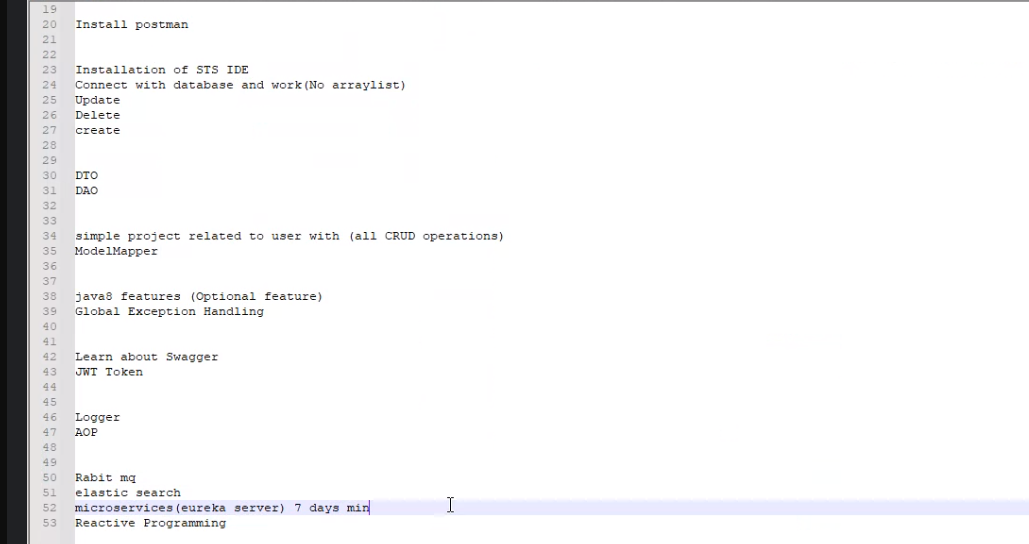 19
20 Install postman
21
22
23 Installation of STS IDE
24 Connect with database and work(No arraylist)
25 Update
26 Delete
27 create
28
29
30 DTO
31 DAO
32
33
34 simple project related to user with (all CRUD operations)
35 ModelMapper
36
37
38 java8 features (Optional feature)
39 Global Exception Handling
40
41
42 Learn about Swagger
43 JWT Token
44
45
46 Logger
47 AOP
48
49
50 Rabit mq
51 elastic search
52 microservices(eureka server) 7 days min
53 Reactive Programming